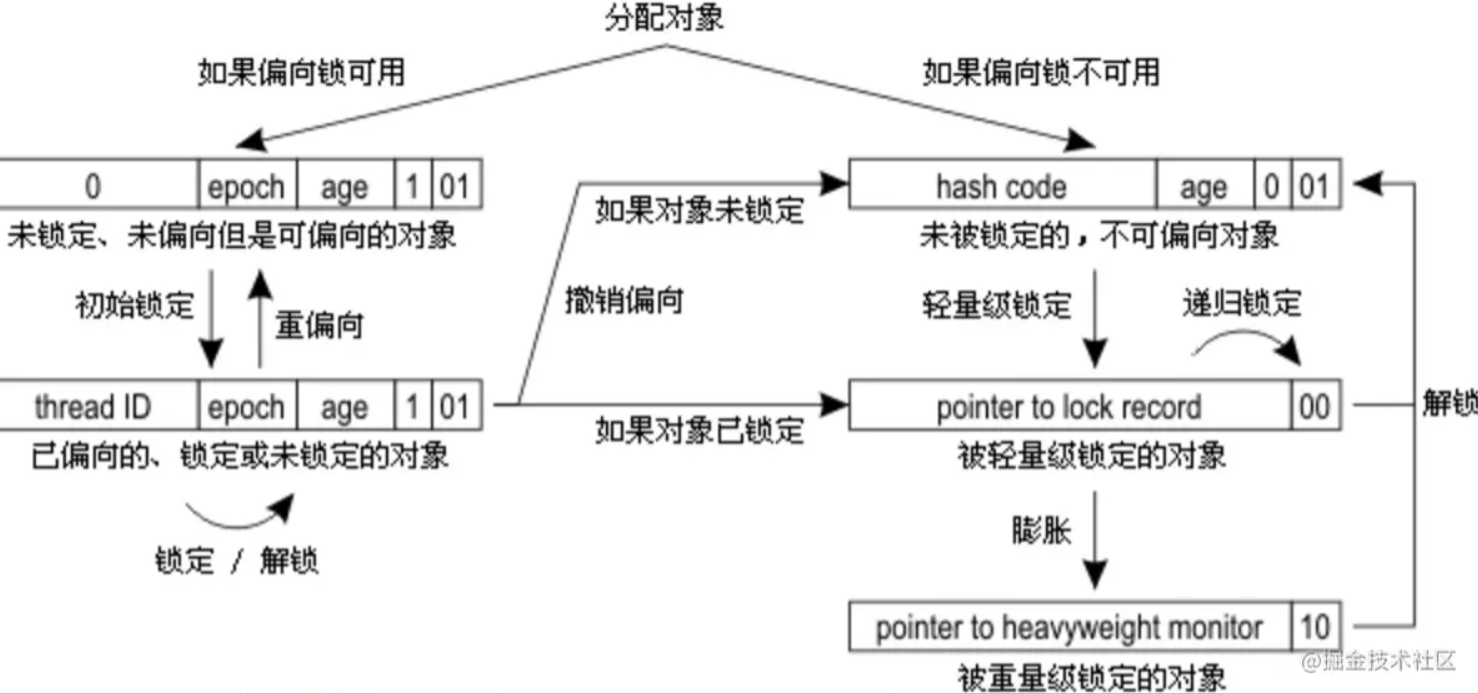 分配对象
如果偏向锁可用
如果偏向锁不可用
0 epoch age 1 01
未锁定、未偏向但是可偏向的对象
初始锁定
重偏向
thread ID epoch age 1 01
已偏向的、锁定或未锁定的对象
锁定 / 解锁
撤销偏向
如果对象未锁定
如果对象已锁定
hash code age 0 01
未被锁定的，不可偏向对象
轻量级锁定
递归锁定
pointer to lock record 00
被轻量级锁定的对象
解锁
膨胀
pointer to heavyweight monitor 10
被重量级锁定的对象
@掘金技术社区